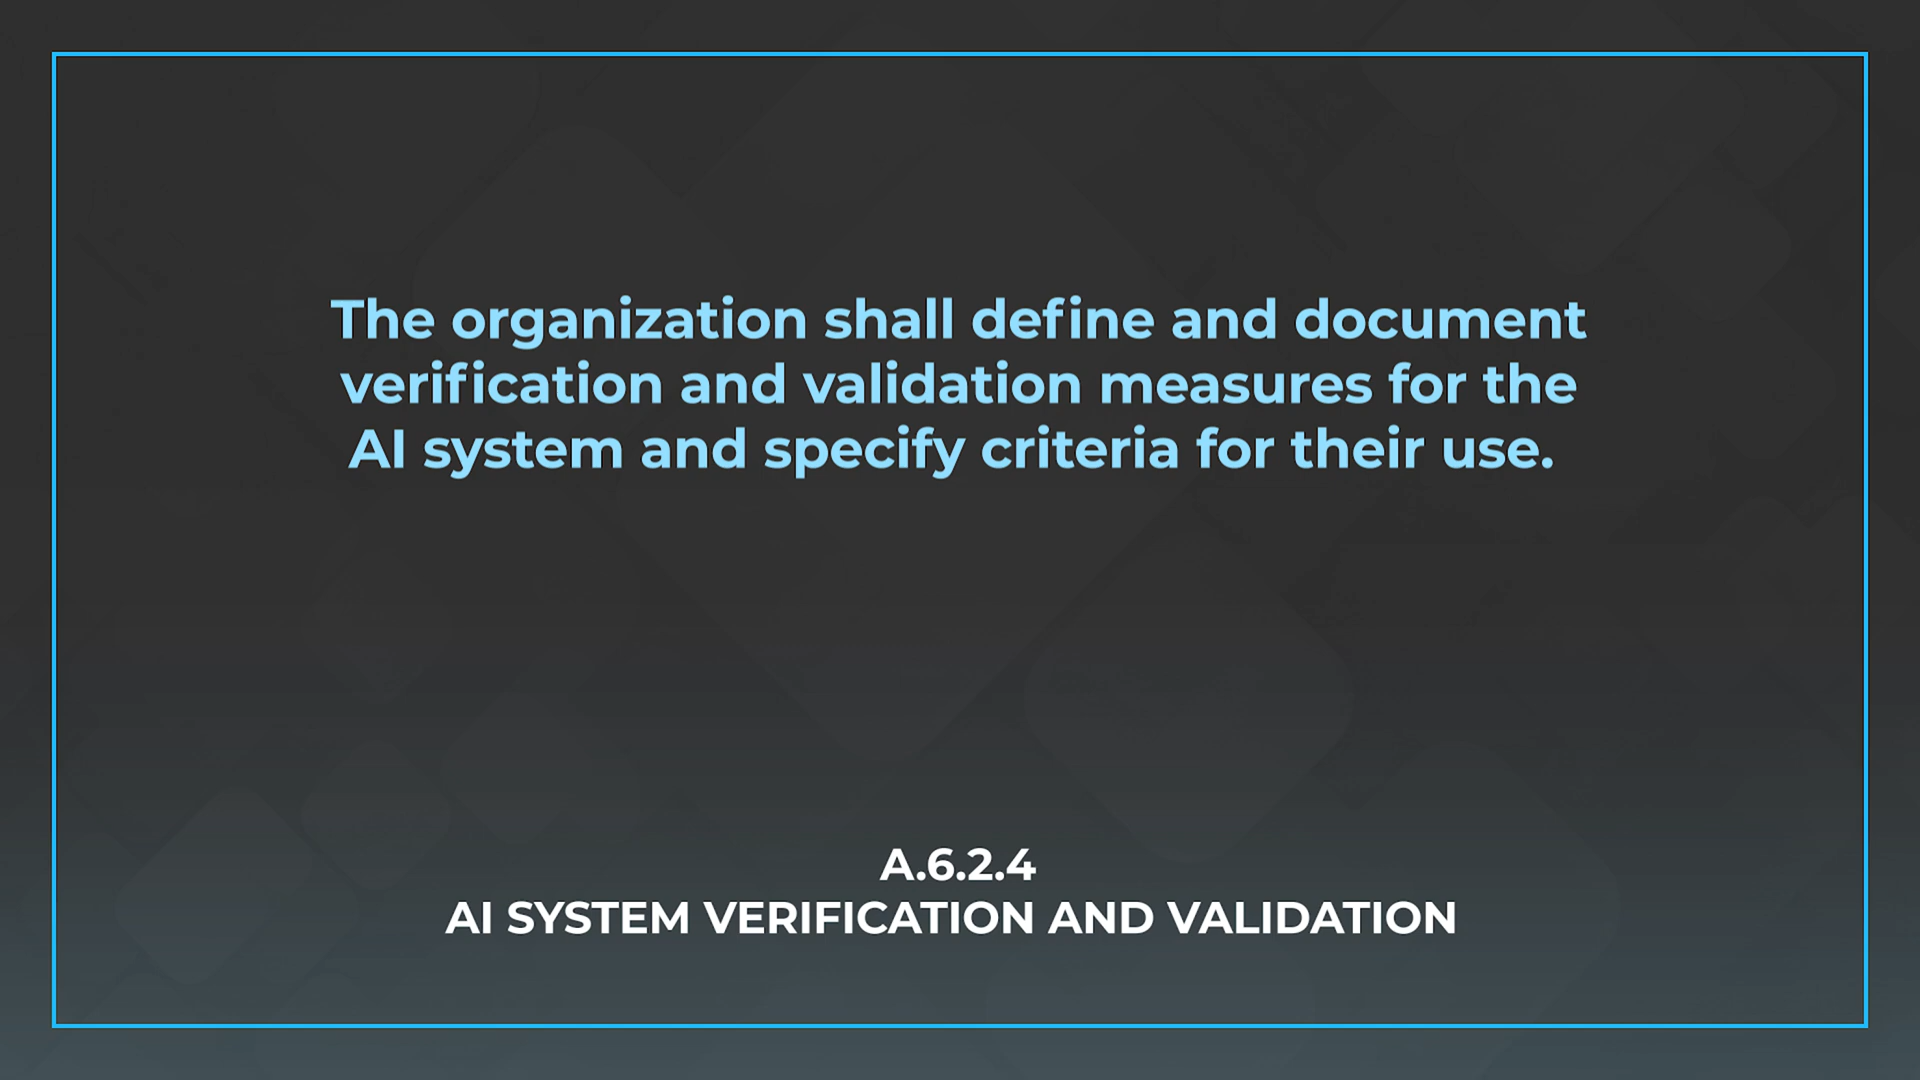 The organization shall define and document
verification and validation measures for the
AI system and specify criteria for their use.
A.6.2.4
AI SYSTEM VERIFICATION AND VALIDATION